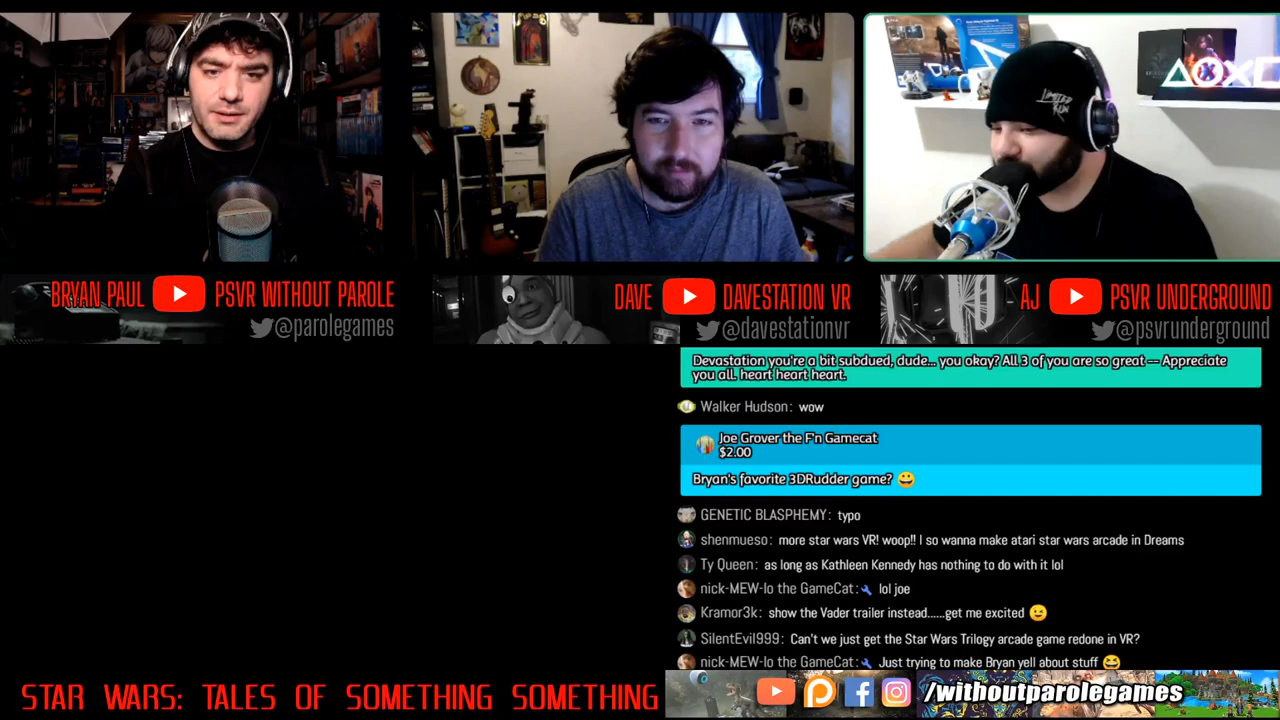 LIMITED
RUN
BRYAN PAUL PSVR WITHOUT PAROLE
@parolegames
DAVE DAVESTATION VR
@davestationvr
AJ PSVR UNDERGROUND
@psvrunderground
Devastation you're a bit subdued, dude... you okay? All 3 of you are so great -- Appreciate
you all. heart heart heart.
Walker Hudson: wow
Joe Grover the F'n Gamecat
$2.00
Bryan's favorite 3DRudder game? 😀
GENETIC BLASPHEMY: typo
shenmueso: more star wars VR! woop!! I so wanna make atari star wars arcade in Dreams
Ty Queen: as long as Kathleen Kennedy has nothing to do with it lol
nick-MEW-lo the GameCat: lol joe
Kramor3k: show the Vader trailer instead......get me excited 😉
SilentEvil999: Can't we just get the Star Wars Trilogy arcade game redone in VR?
nick-MEW-lo the GameCat: Just trying to make Bryan yell about stuff 😆
STAR WARS: TALES OF SOMETHING SOMETHING
/withoutparolegames